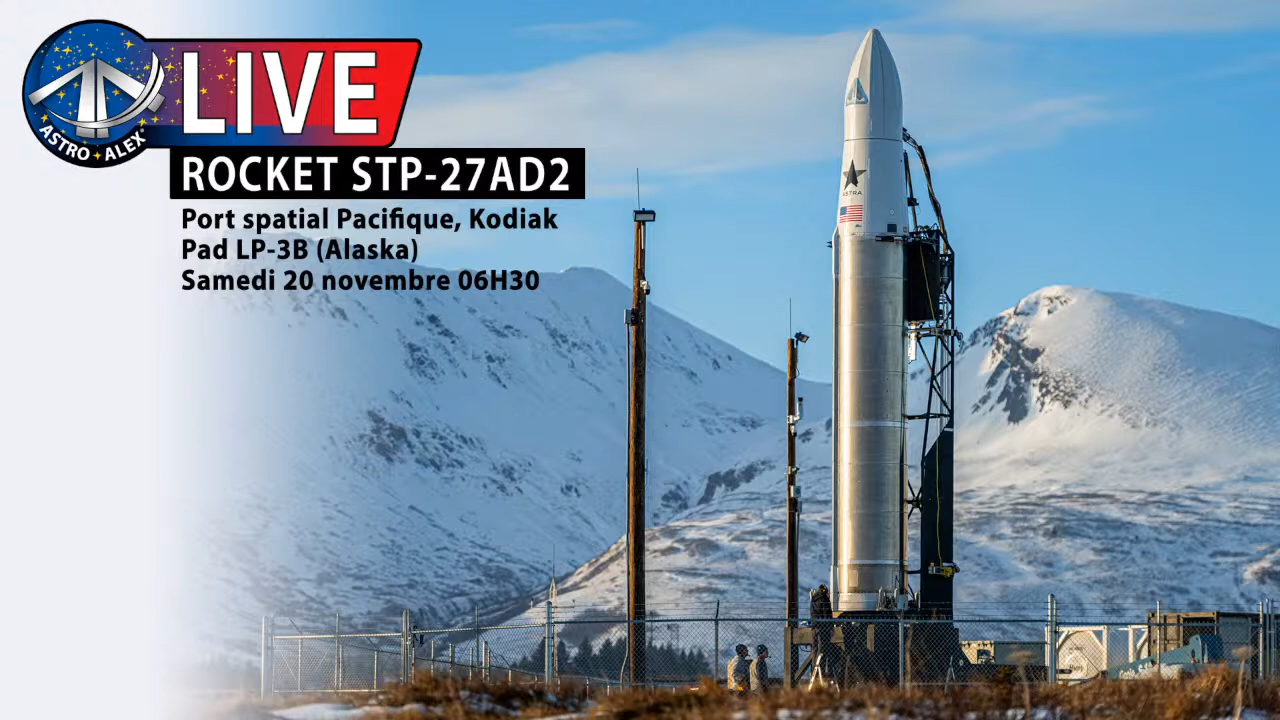 LIVE
ASTRO ALEX
ROCKET STP-27AD2
Port spatial Pacifique, Kodiak
Pad LP-3B (Alaska)
Samedi 20 novembre 06H30
ASTRA